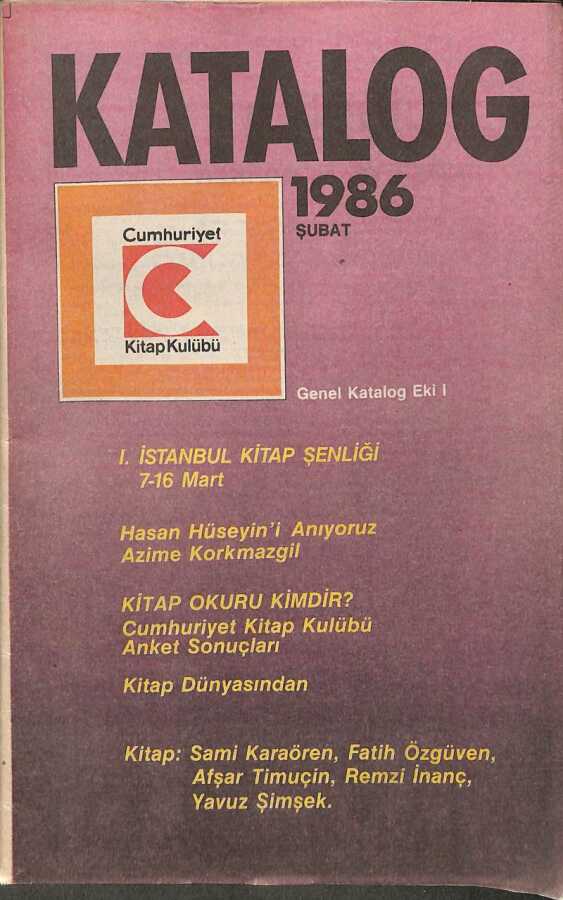 KATALOG
1986
ŞUBAT
Cumhuriyet
Kitap Kulübü
Genel Katalog Eki I
I. İSTANBUL KİTAP ŞENLİĞİ
7-16 Mart
Hasan Hüseyin'i Anıyoruz
Azime Korkmazgil
KİTAP OKURU KİMDİR?
Cumhuriyet Kitap Kulübü
Anket Sonuçları
Kitap Dünyasından
Kitap: Sami Karaören, Fatih Özgüven,
Afşar Timuçin, Remzi İnanç,
Yavuz Şimşek.